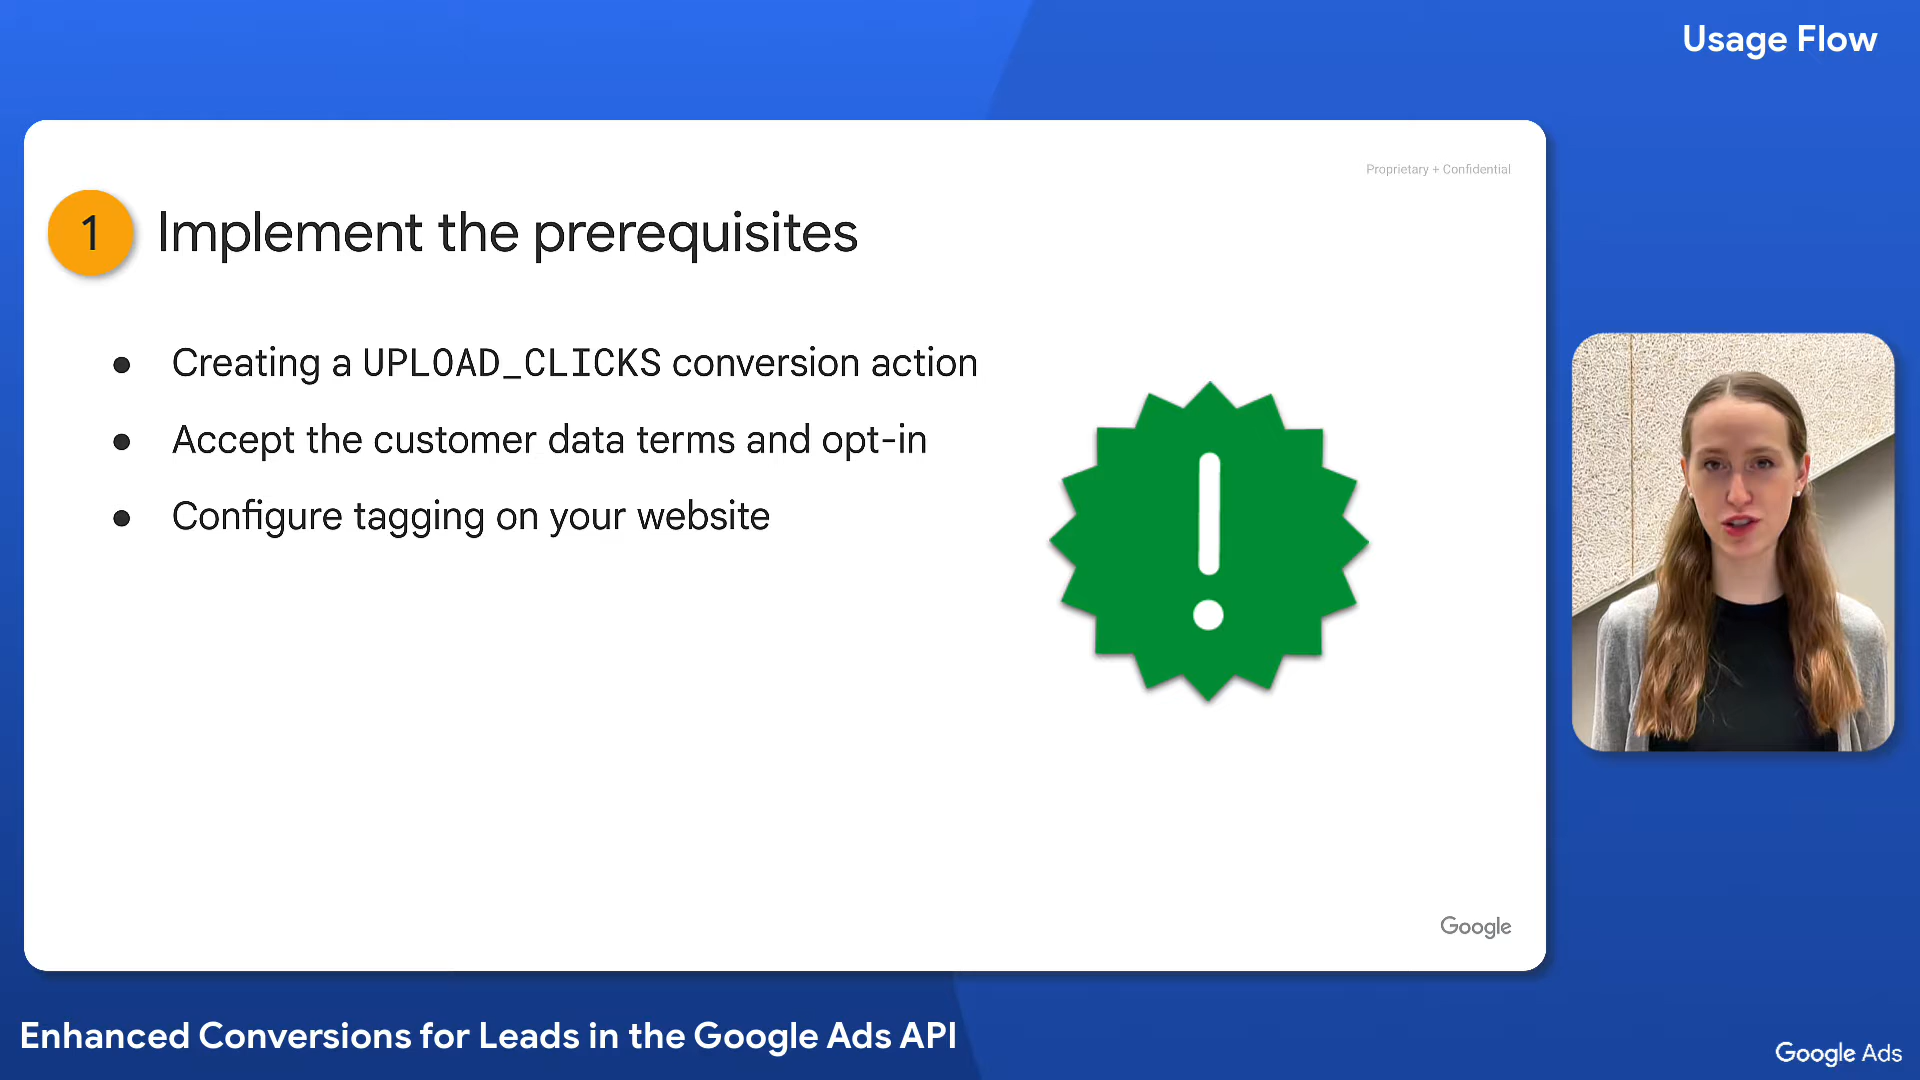 Usage Flow
Proprietary + Confidential
1 Implement the prerequisites
● Creating a UPLOAD_CLICKS conversion action
● Accept the customer data terms and opt-in
● Configure tagging on your website
!
Google
Enhanced Conversions for Leads in the Google Ads API
Google Ads